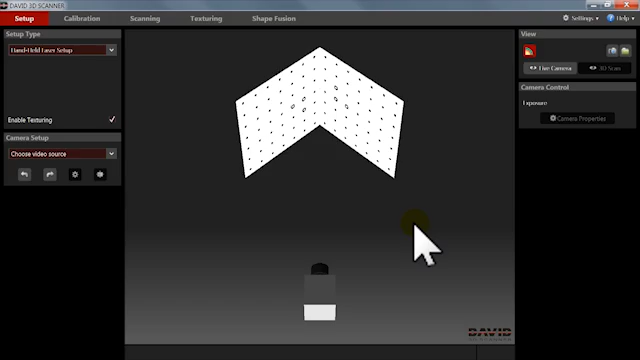 DAVID 3D SCANNER
Setup
Calibration
Scanning
Texturing
Shape Fusion
Settings
Help
Setup Type
Hand-Held Laser Setup
Enable Texturing
Camera Setup
Choose video source
View
Live Camera
3D Scan
Camera Control
Exposure
Camera Properties
DAVID